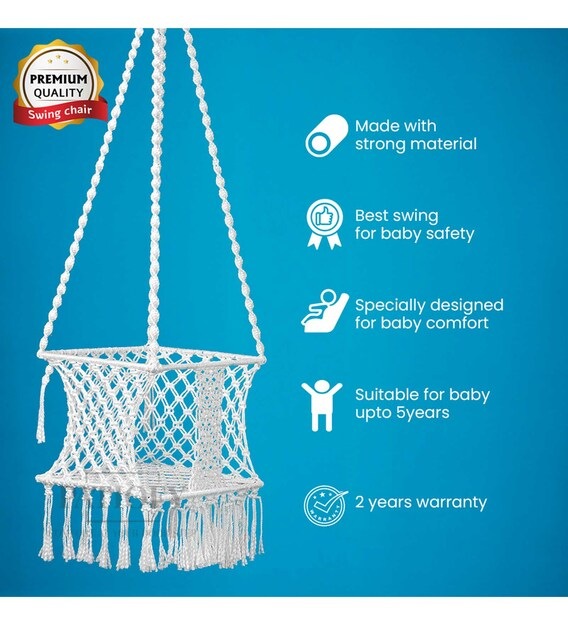 PREMIUM
QUALITY
Swing chair
Made with
strong material
Best swing
for baby safety
Specially designed
for baby comfort
Suitable for baby
upto 5years
WARRANTY
2 years warranty